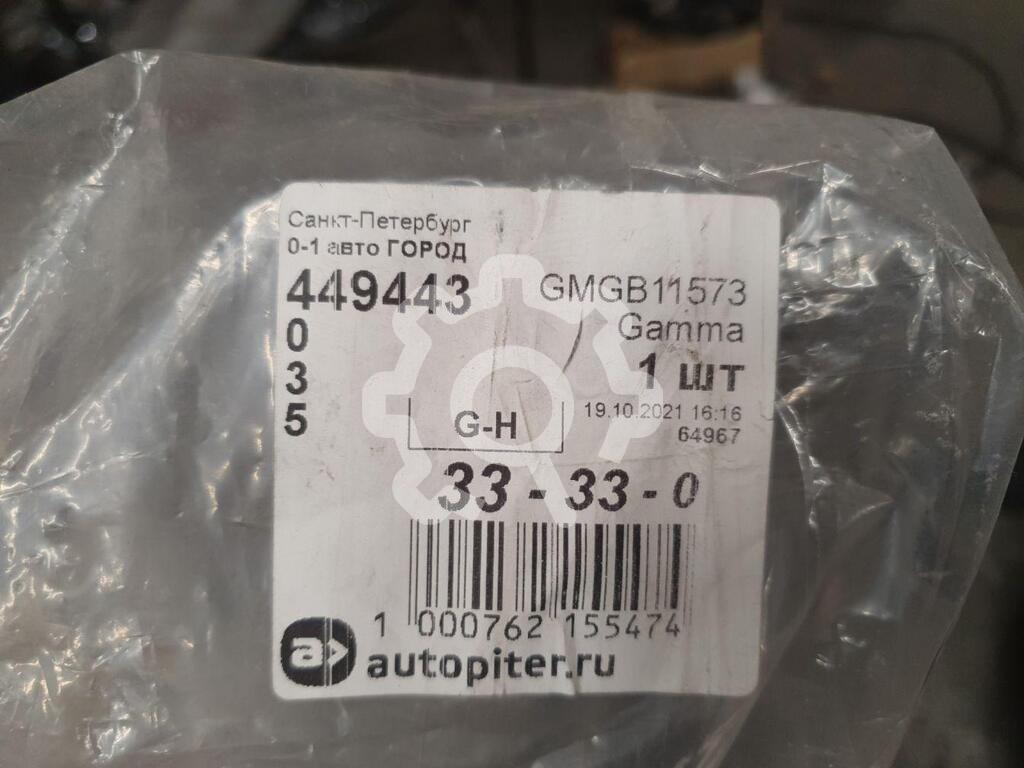 Санкт-Петербург
0-1 авто ГОРОД
449443
0
3
5
GMGB11573
Gamma
1 шт
19.10.2021 16:16
64967
G-H
33 - 33 - 0
1 000762 155474
a>
autopiter.ru